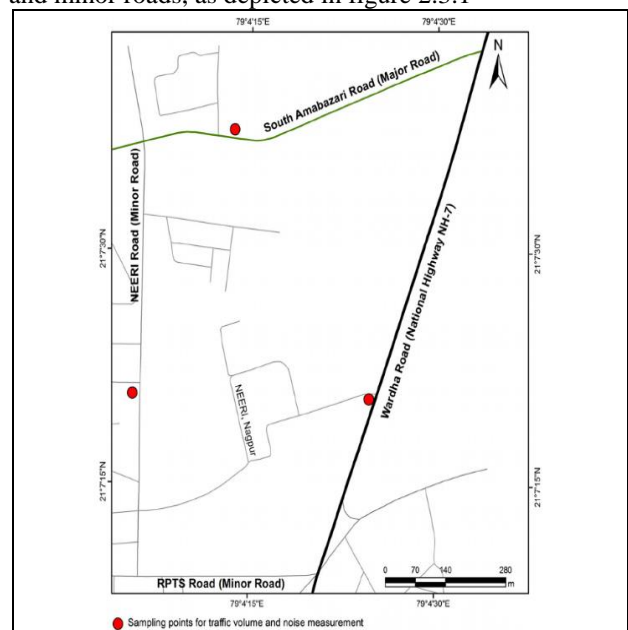 and minor roads, as depicted in figure 2.3.1
79°4'15"E
79°4'30"E
N
South Amabazari Road (Major Road)
NEERI Road (Minor Road)
21°7'30"N
21°7'30"N
Wardha Road (National Highway NH-7)
NEERI, Nagpur
21°7'15"N
21°7'15"N
RPTS Road (Minor Road)
0 70 140 280
m
79°4'15"E
79°4'30"E
Sampling points for traffic volume and noise measurement